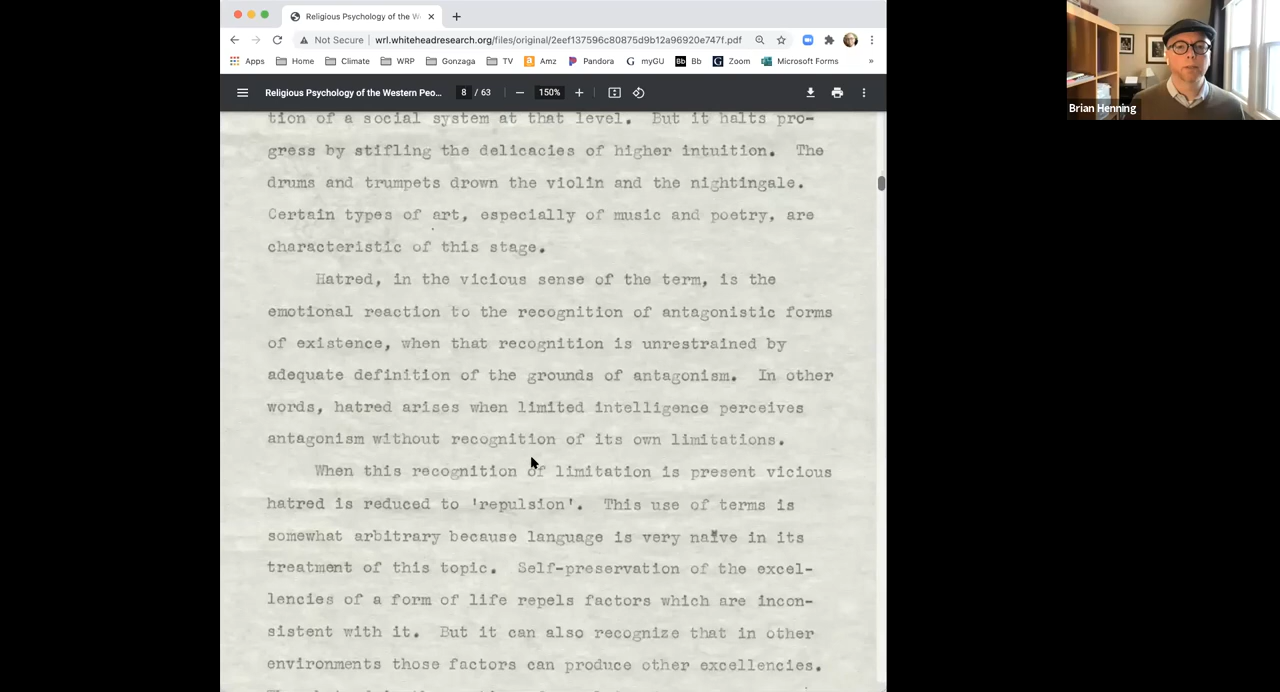 Religious Psychology of the We
Not Secure
wrl.whiteheadresearch.org/files/original/2eef137596c80875d9b12a96920e747f.pdf
Apps Home Climate WRP Gonzaga TV Amz Pandora myGU Bb Bb Zoom Microsoft Forms »
Religious Psychology of the Western Peo... 8 / 63 − 150% +
tion of a social system at that level. But it halts pro-
gress by stifling the delicacies of higher intuition. The
drums and trumpets drown the violin and the nightingale.
Certain types of art, especially of music and poetry, are
characteristic of this stage.
Hatred, in the vicious sense of the term, is the
emotional reaction to the recognition of antagonistic forms
of existence, when that recognition is unrestrained by
adequate definition of the grounds of antagonism. In other
words, hatred arises when limited intelligence perceives
antagonism without recognition of its own limitations.
When this recognition of limitation is present vicious
hatred is reduced to 'repulsion'. This use of terms is
somewhat arbitrary because language is very naïve in its
treatment of this topic. Self-preservation of the excel-
lencies of a form of life repels factors which are incon-
sistent with it. But it can also recognize that in other
environments those factors can produce other excellencies.
Brian Henning